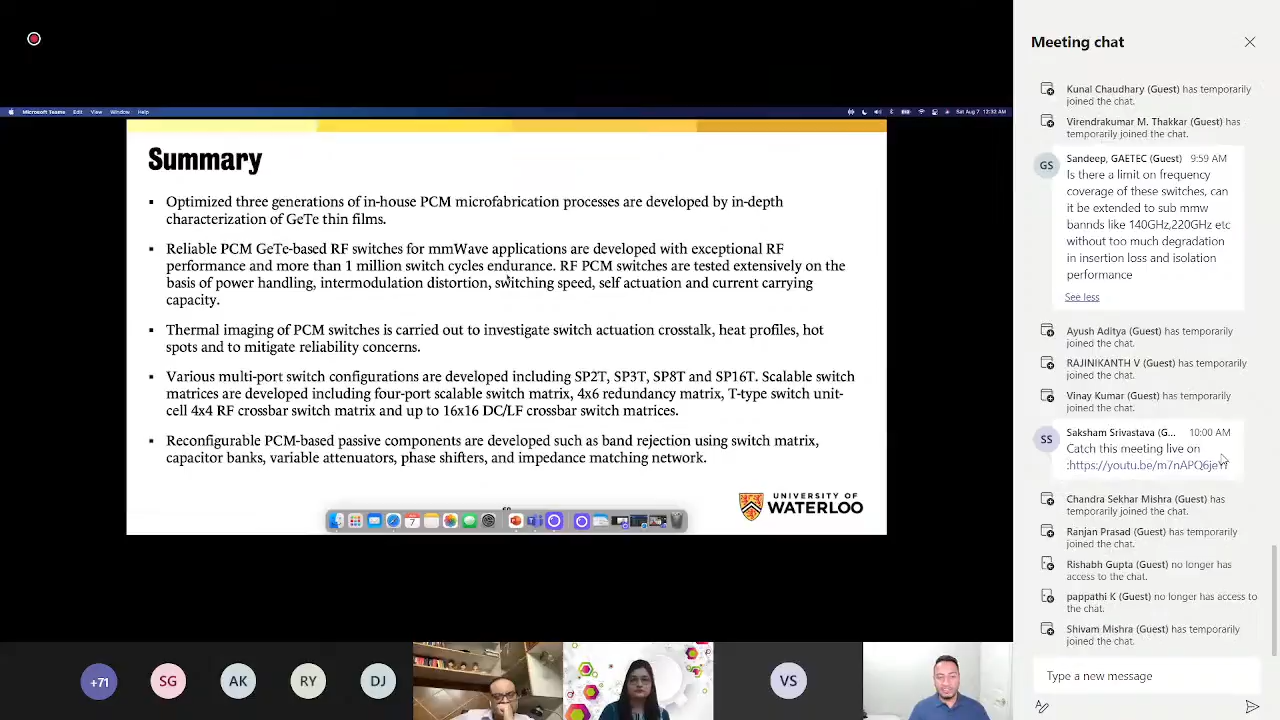 Microsoft Teams Edit View Window Help
Sat Aug 7 12:32 AM
Summary
Optimized three generations of in-house PCM microfabrication processes are developed by in-depth
characterization of GeTe thin films.
Reliable PCM GeTe-based RF switches for mmWave applications are developed with exceptional RF
performance and more than 1 million switch cycles endurance. RF PCM switches are tested extensively on the
basis of power handling, intermodulation distortion, switching speed, self actuation and current carrying
capacity.
Thermal imaging of PCM switches is carried out to investigate switch actuation crosstalk, heat profiles, hot
spots and to mitigate reliability concerns.
Various multi-port switch configurations are developed including SP2T, SP3T, SP8T and SP16T. Scalable switch
matrices are developed including four-port scalable switch matrix, 4x6 redundancy matrix, T-type switch unit-
cell 4x4 RF crossbar switch matrix and up to 16x16 DC/LF crossbar switch matrices.
Reconfigurable PCM-based passive components are developed such as band rejection using switch matrix,
capacitor banks, variable attenuators, phase shifters, and impedance matching network.
UNIVERSITY OF
WATERLOO
7
+71
SG
AK
RY
DJ
VS
Meeting chat
Kunal Chaudhary (Guest) has temporarily
joined the chat.
Virendrakumar M. Thakkar (Guest) has
temporarily joined the chat.
GS
Sandeep, GAETEC (Guest) 9:59 AM
Is there a limit on frequency
coverage of these switches, can
it be extended to sub mmw
bannds like 140GHz,220GHz etc
without too much degradation
in insertion loss and isolation
performance
See less
Ayush Aditya (Guest) has temporarily
joined the chat.
RAJINIKANTH V (Guest) has temporarily
joined the chat.
Vinay Kumar (Guest) has temporarily
joined the chat.
SS
Saksham Srivastava (G... 10:00 AM
Catch this meeting live on
Chandra Sekhar Mishra (Guest) has
temporarily joined the chat.
Ranjan Prasad (Guest) has temporarily
joined the chat.
Rishabh Gupta (Guest) no longer has
access to the chat.
pappathi K (Guest) no longer has access to
the chat.
Shivam Mishra (Guest) has temporarily
joined the chat.
Type a new message